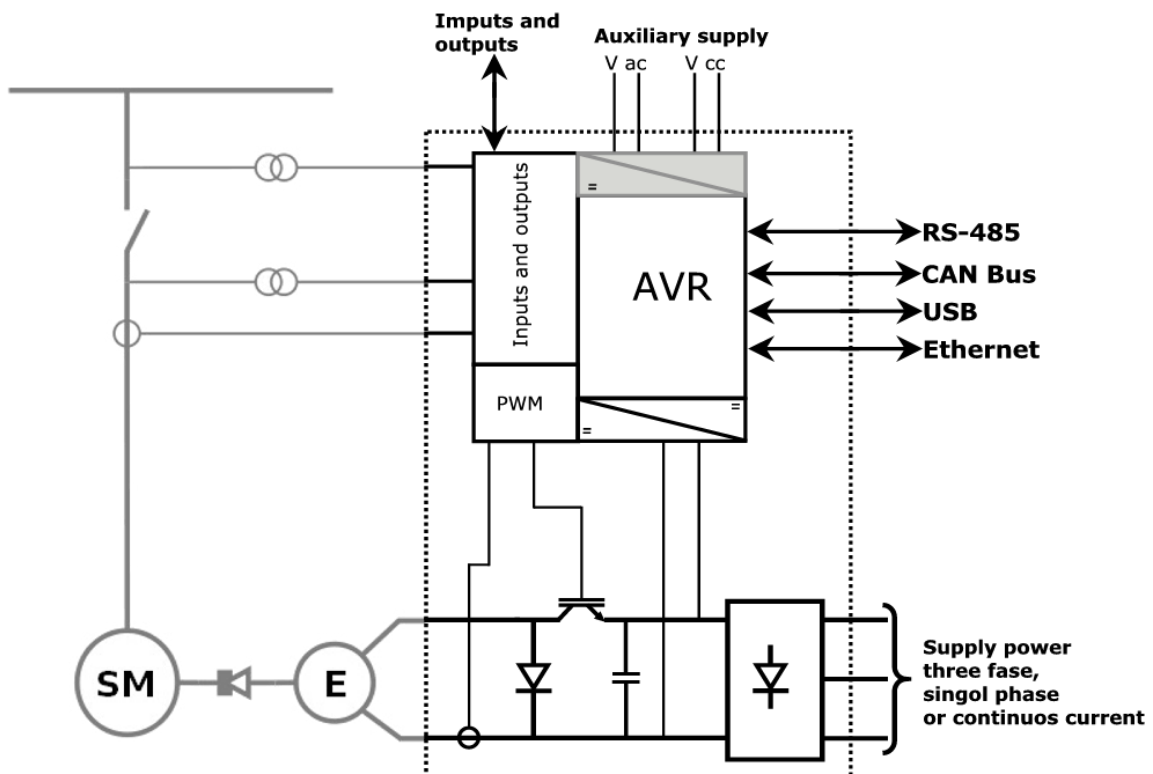 Imputs and
outputs
Auxiliary supply
V ac
V cc
=
Inputs and outputs
AVR
RS-485
CAN Bus
USB
Ethernet
PWM
=
=
SM
E
Supply power
three fase,
singol phase
or continuos current